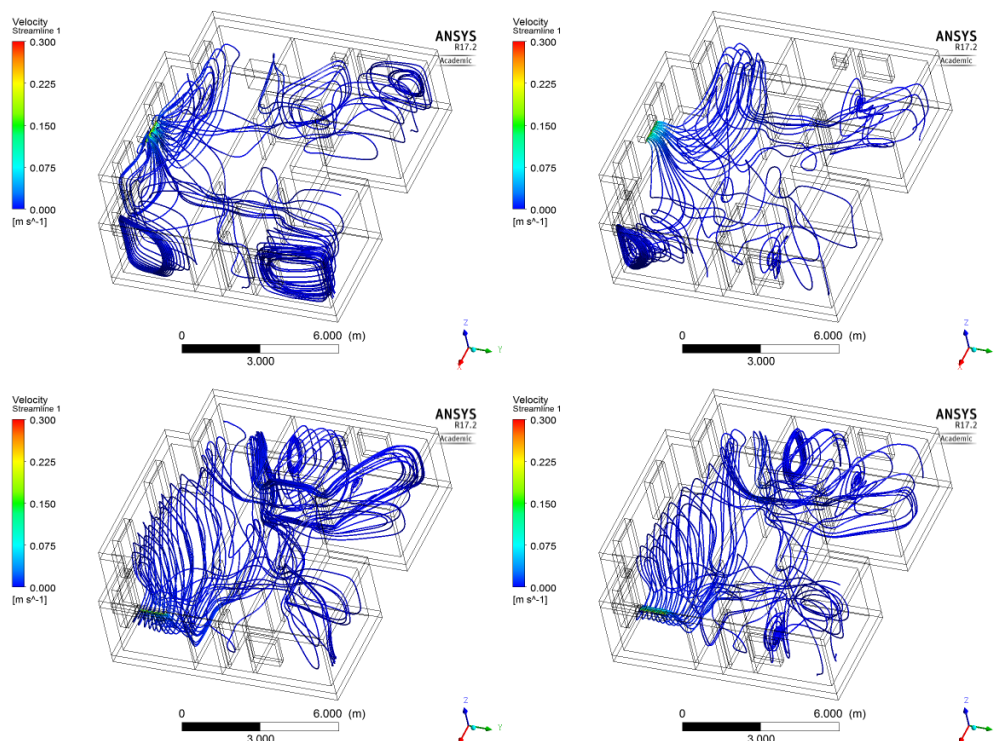 Velocity
Streamline 1
0.300
0.225
0.150
0.075
0.000
[m s^-1]
ANSYS
R17.2
Academic
0
6.000
(m)
3.000
Z
Y
X
Velocity
Streamline 1
0.300
0.225
0.150
0.075
0.000
[m s^-1]
ANSYS
R17.2
Academic
0
6.000
(m)
3.000
Z
Y
X
Velocity
Streamline 1
0.300
0.225
0.150
0.075
0.000
[m s^-1]
ANSYS
R17.2
Academic
0
6.000
(m)
3.000
Z
Y
Velocity
Streamline 1
0.300
0.225
0.150
0.075
0.000
[m s^-1]
ANSYS
R17.2
Academic
0
6.000
(m)
3.000
Z